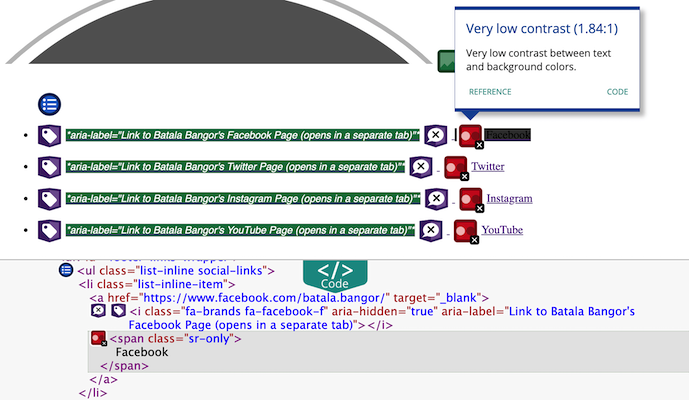 Very low contrast (1.84:1)
Very low contrast between text
and background colors.
REFERENCE CODE
*"aria-label="Link to Batala Bangor's Facebook Page (opens in a separate tab)"* Facebook
*"aria-label="Link to Batala Bangor's Twitter Page (opens in a separate tab)"* Twitter
*"aria-label="Link to Batala Bangor's Instagram Page (opens in a separate tab)"* Instagram
*"aria-label="Link to Batala Bangor's YouTube Page (opens in a separate tab)"* YouTube
</> Code
<ul class="list-inline social-links">
<li class="list-inline-item">
<a href="https://www.facebook.com/batala.bangor/" target="_blank">
<i class="fa-brands fa-facebook-f" aria-hidden="true" aria-label="Link to Batala Bangor's
Facebook Page (opens in a separate tab)"></i>
<span class="sr-only">
Facebook
</span>
</a>
</li>